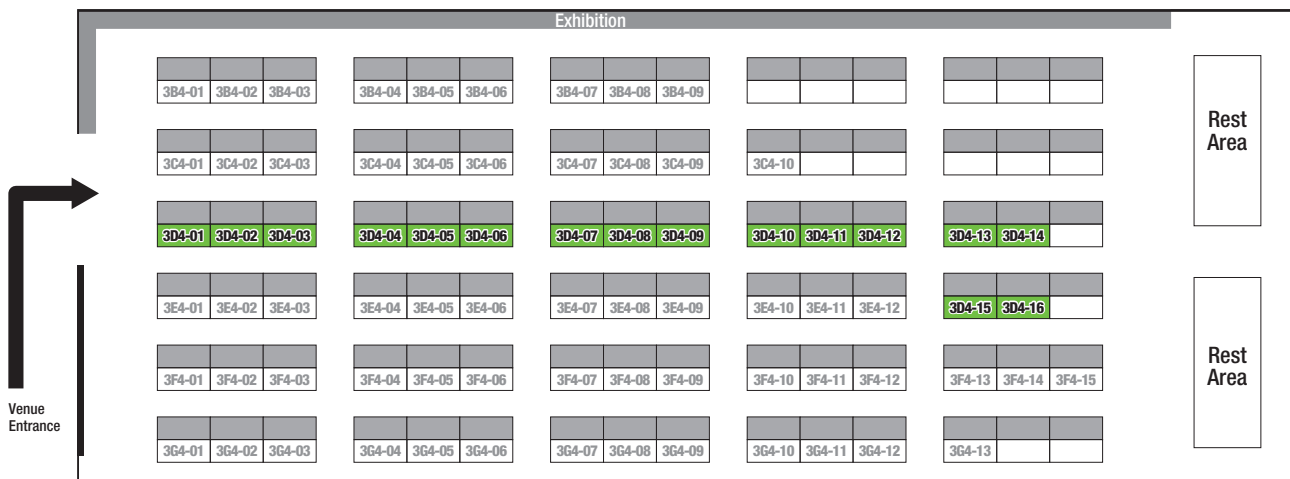 Exhibition
3B4-01 3B4-02 3B4-03 3B4-04 3B4-05 3B4-06 3B4-07 3B4-08 3B4-09
Rest
Area
3C4-01 3C4-02 3C4-03 3C4-04 3C4-05 3C4-06 3C4-07 3C4-08 3C4-09 3C4-10
3D4-01 3D4-02 3D4-03 3D4-04 3D4-05 3D4-06 3D4-07 3D4-08 3D4-09 3D4-10 3D4-11 3D4-12 3D4-13 3D4-14
3E4-01 3E4-02 3E4-03 3E4-04 3E4-05 3E4-06 3E4-07 3E4-08 3E4-09 3E4-10 3E4-11 3E4-12 3D4-15 3D4-16
Rest
Area
3F4-01 3F4-02 3F4-03 3F4-04 3F4-05 3F4-06 3F4-07 3F4-08 3F4-09 3F4-10 3F4-11 3F4-12 3F4-13 3F4-14 3F4-15
Venue
Entrance
3G4-01 3G4-02 3G4-03 3G4-04 3G4-05 3G4-06 3G4-07 3G4-08 3G4-09 3G4-10 3G4-11 3G4-12 3G4-13